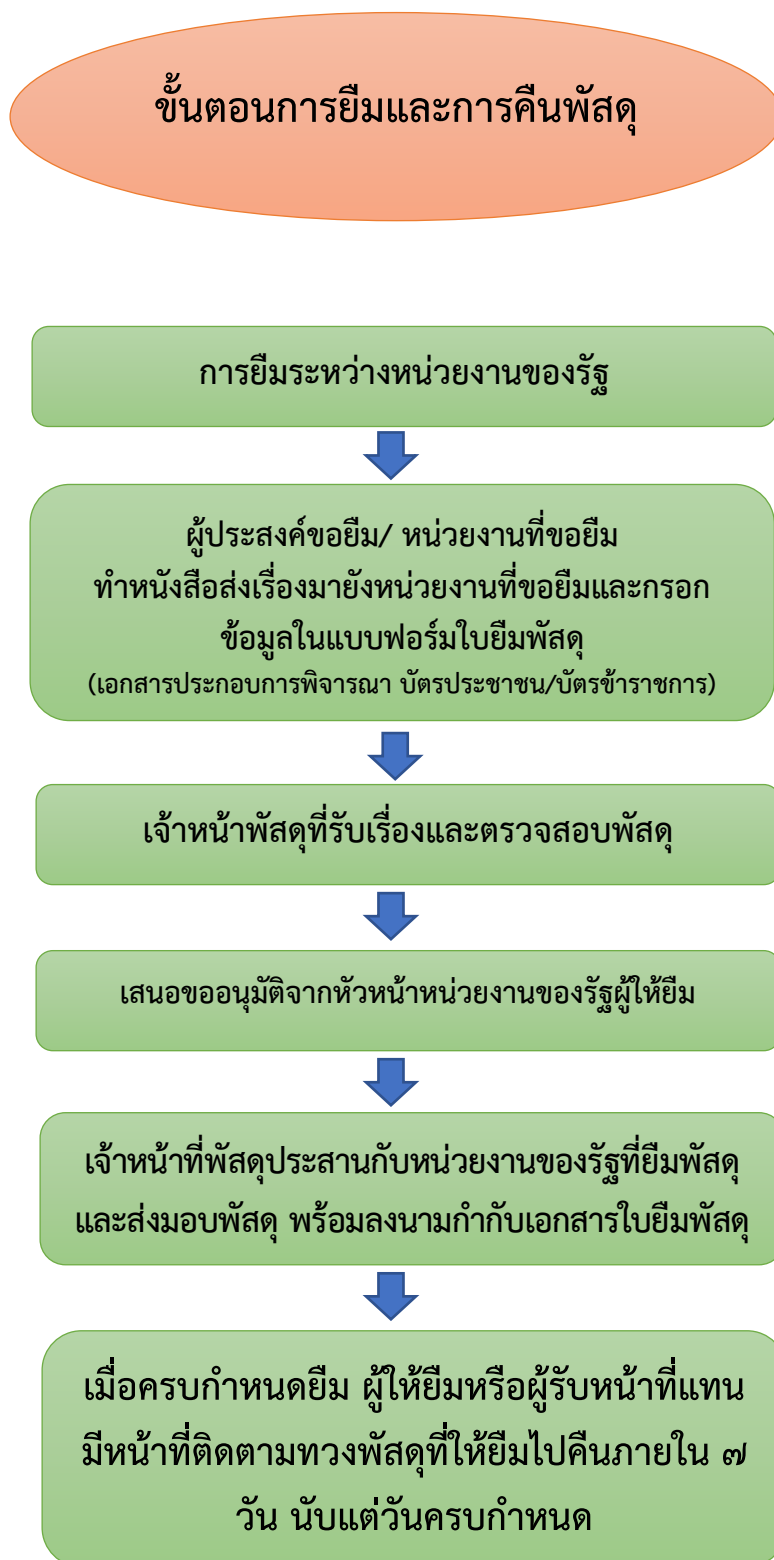 ขั้นตอนการยืมและการคืนพัสดุ
การยืมระหว่างหน่วยงานของรัฐ
ผู้ประสงค์ขอยืม/ หน่วยงานที่ขอยืม
ทำหนังสือส่งเรื่องมายังหน่วยงานที่ขอยืมและกรอก
ข้อมูลในแบบฟอร์มใบยืมพัสดุ
(เอกสารประกอบการพิจารณา บัตรประชาชน/บัตรข้าราชการ)
เจ้าหน้าพัสดุที่รับเรื่องและตรวจสอบพัสดุ
เสนอขออนุมัติจากหัวหน้าหน่วยงานของรัฐผู้ให้ยืม
เจ้าหน้าที่พัสดุประสานกับหน่วยงานของรัฐที่ยืมพัสดุ
และส่งมอบพัสดุ พร้อมลงนามกำกับเอกสารใบยืมพัสดุ
เมื่อครบกำหนดยืม ผู้ให้ยืมหรือผู้รับหน้าที่แทน
มีหน้าที่ติดตามทวงพัสดุที่ให้ยืมไปคืนภายใน ๗
วัน นับแต่วันครบกำหนด